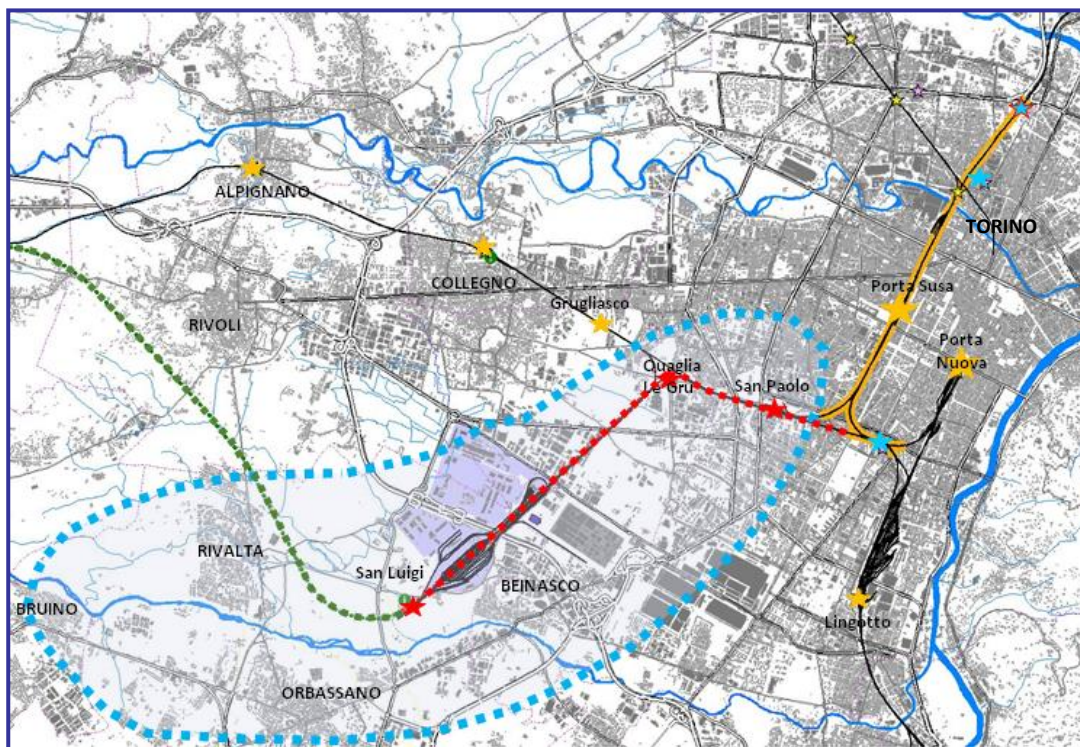 ALPIGNANO
TORINO
COLLEGNO
Porta Susa
Grugliasco
RIVOLI
Porta
Nuova
Quaglia
Le Gru
San Paolo
RIVALTA
San Luigi
BEINASCO
BRUINO
Lingotto
ORBASSANO
?